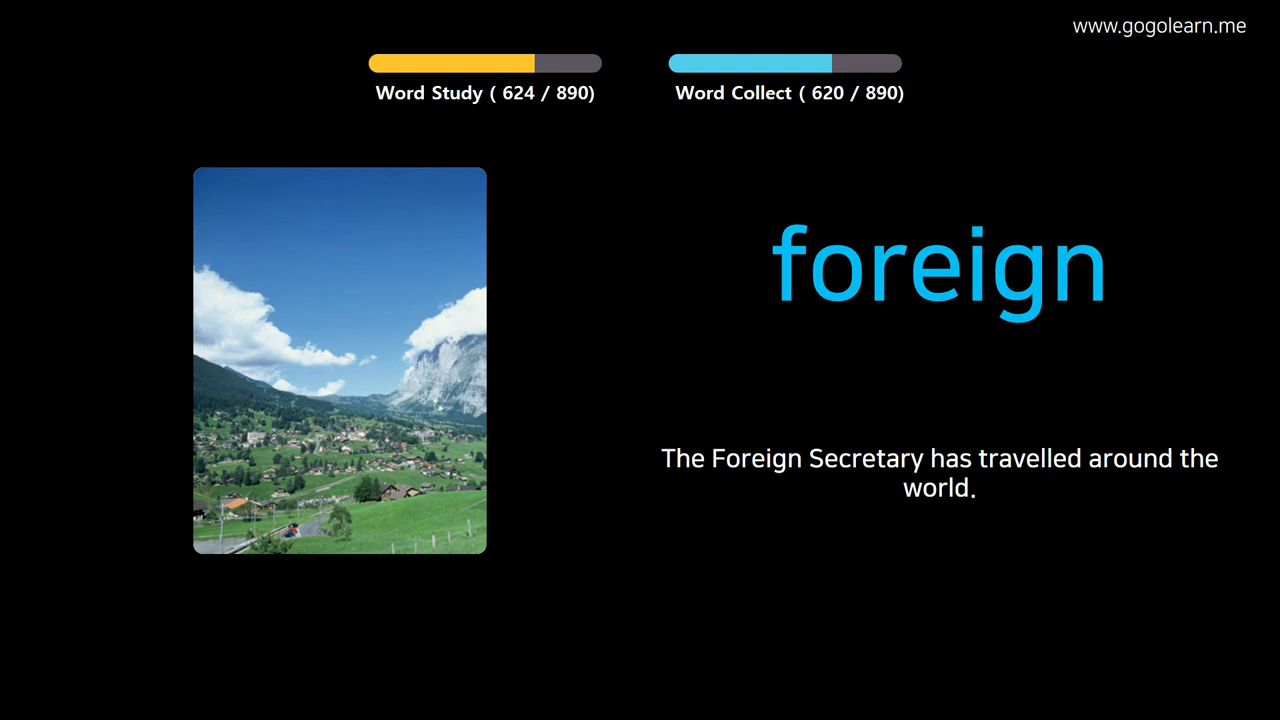 www.gogolearn.me
Word Study ( 624 / 890)
Word Collect ( 620 / 890)
foreign
The Foreign Secretary has travelled around the
world.